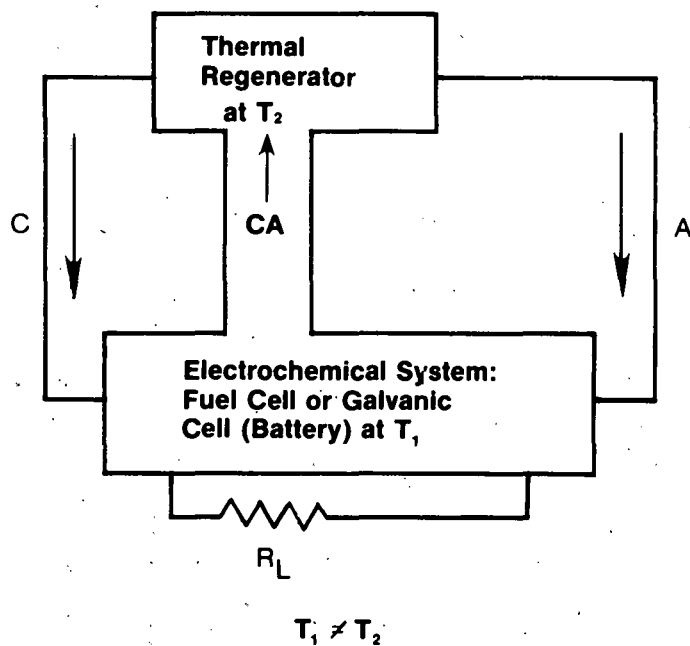 Thermal
Regenerator
at T₂
C
CA
A
Electrochemical System:
Fuel Cell or Galvanic
Cell (Battery) at T₁
R_L
T₁ ≠ T₂